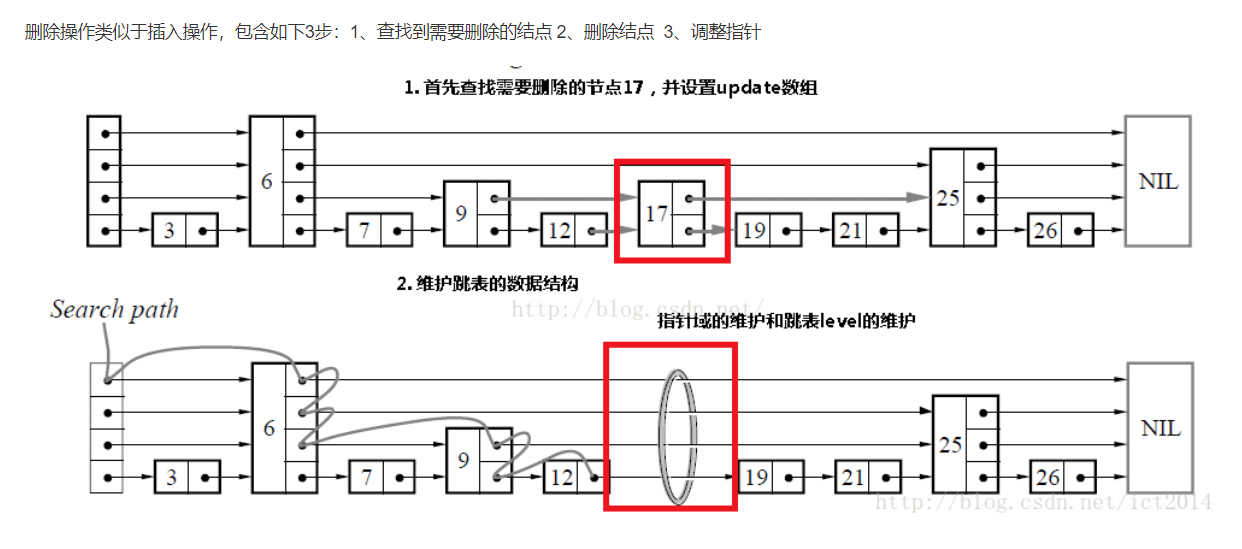 删除操作类似于插入操作，包含如下3步：1、查找到需要删除的结点 2、删除结点 3、调整指针
1. 首先查找需要删除的节点17，并设置update数组
6
9
17
25
NIL
3
7
12
19
21
26
2. 维护跳表的数据结构
http://blog.csdn.net/
Search path
指针域的维护和跳表level的维护
6
9
25
NIL
3
7
12
19
21
26
http://blog.csdn.net/ict2014